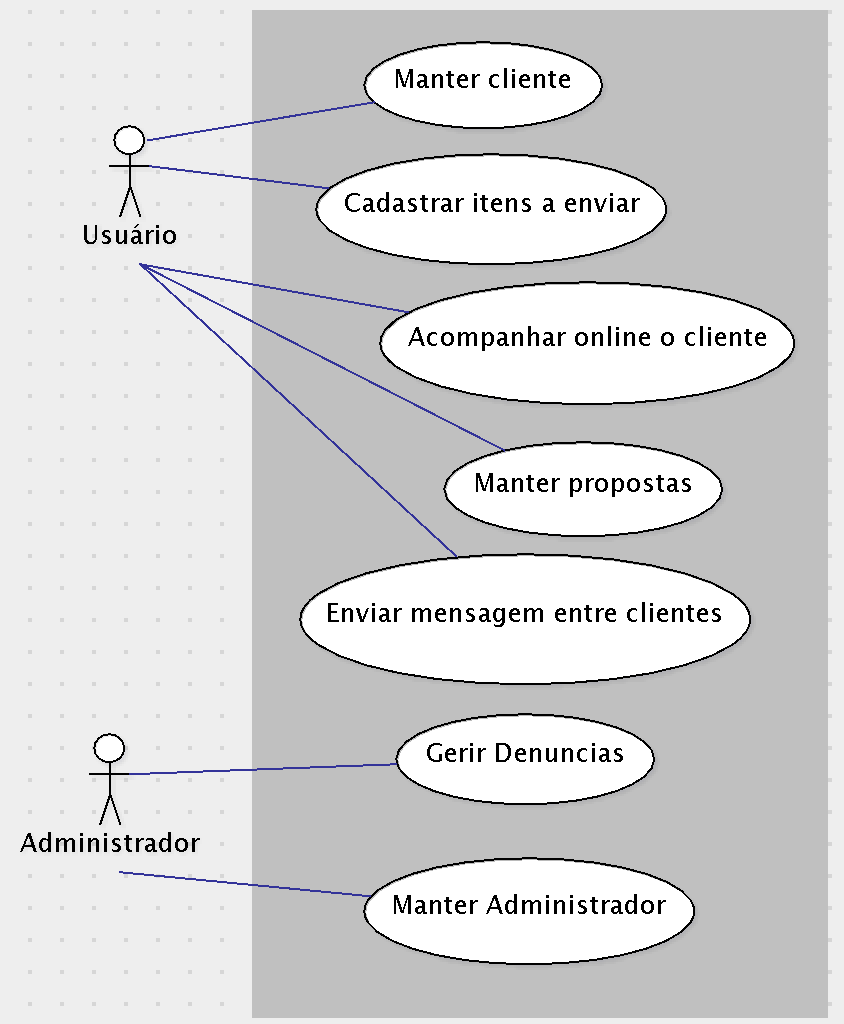 Manter cliente
Cadastrar itens a enviar
Usuário
Acompanhar online o cliente
Manter propostas
Enviar mensagem entre clientes
Gerir Denuncias
Administrador
Manter Administrador